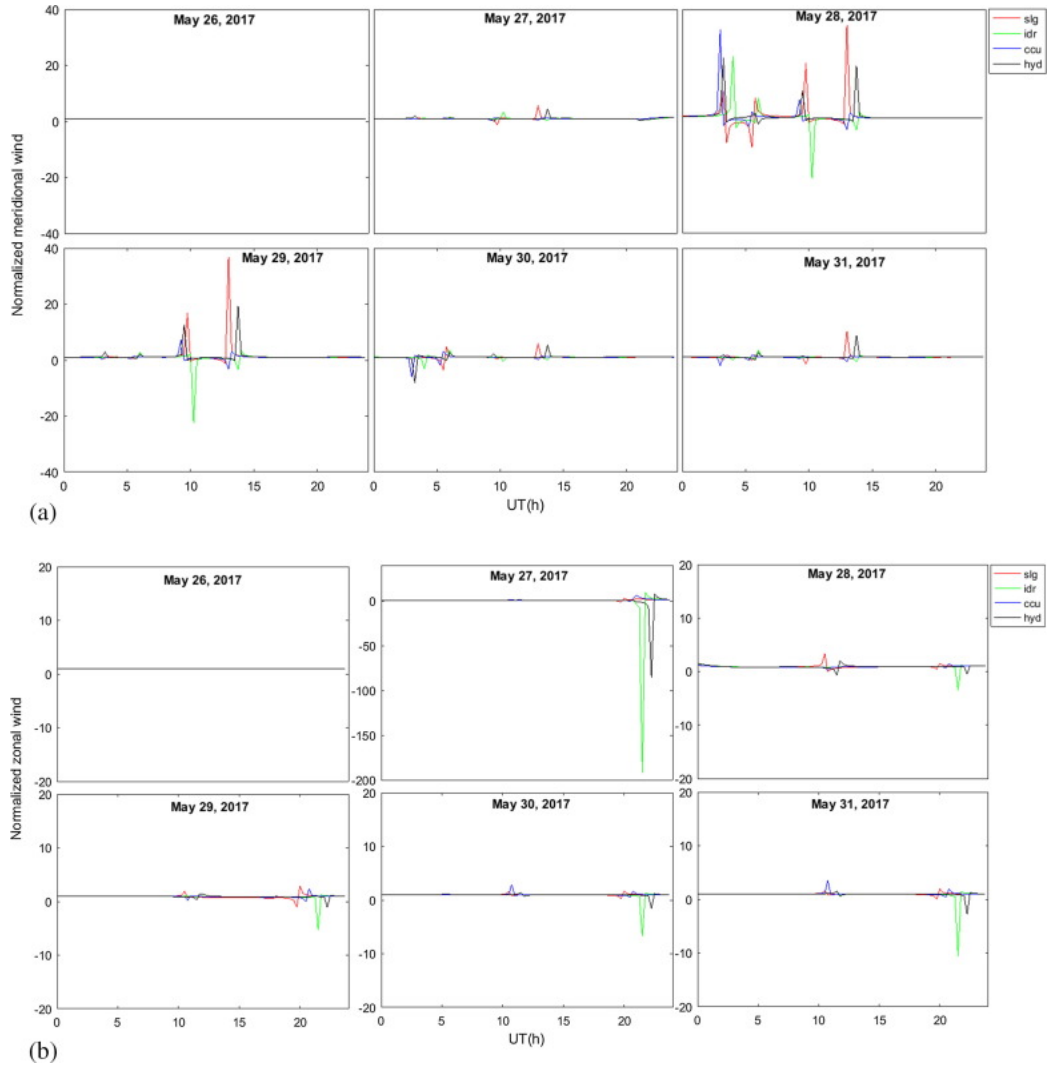 May 26, 2017
May 27, 2017
May 28, 2017
slg
idr
ccu
hyd
40
20
0
-20
-40
Normalized meridional wind
May 29, 2017
May 30, 2017
May 31, 2017
40
20
0
-20
-40
0 5 10 15 20 0 5 10 15 20 0 5 10 15 20
UT(h)
(a)
May 26, 2017
May 27, 2017
May 28, 2017
slg
idr
ccu
hyd
20
10
0
-10
-20
0
-50
-100
-150
-200
20
10
0
-10
-20
Normalized zonal wind
May 29, 2017
May 30, 2017
May 31, 2017
20
10
0
-10
-20
20
10
0
-10
-20
20
10
0
-10
-20
0 5 10 15 20 0 5 10 15 20 0 5 10 15 20
UT(h)
(b)